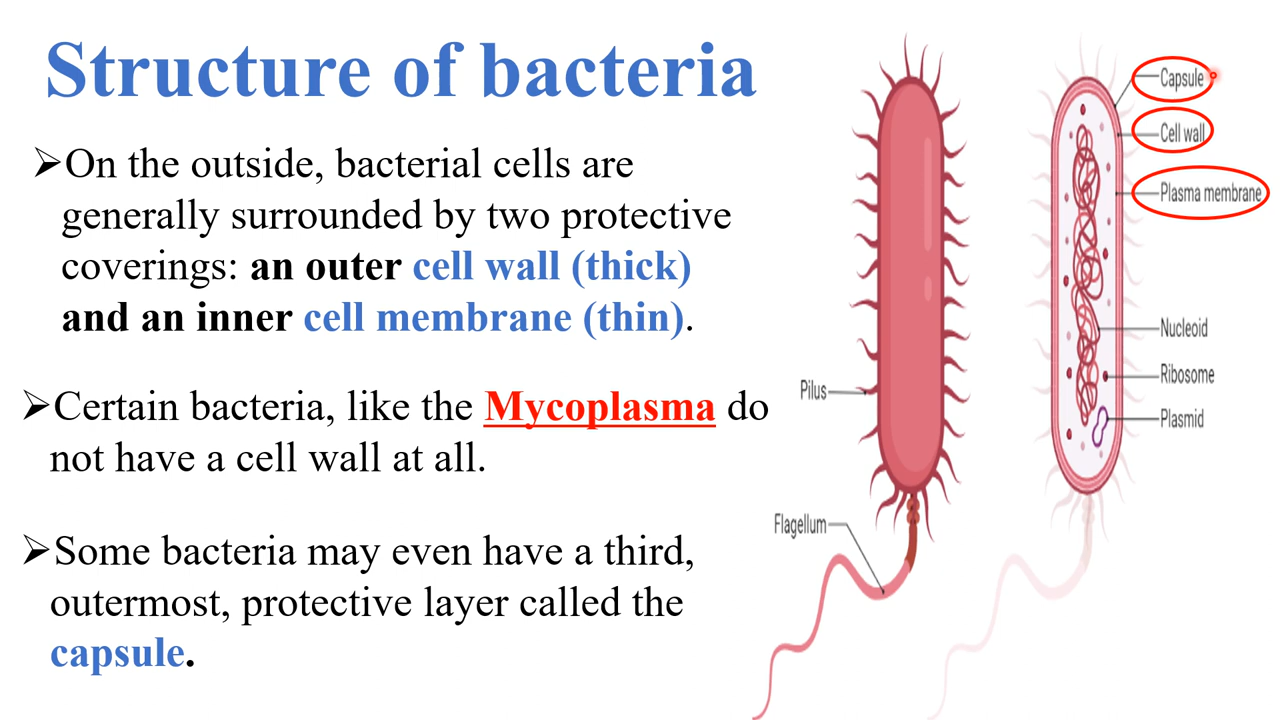 Structure of bacteria
➢On the outside, bacterial cells are
generally surrounded by two protective
coverings: an outer cell wall (thick)
and an inner cell membrane (thin).
➢Certain bacteria, like the Mycoplasma do
not have a cell wall at all.
➢Some bacteria may even have a third,
outermost, protective layer called the
capsule.
Pilus
Flagellum
Capsule
Cell wall
Plasma membrane
Nucleoid
Ribosome
Plasmid